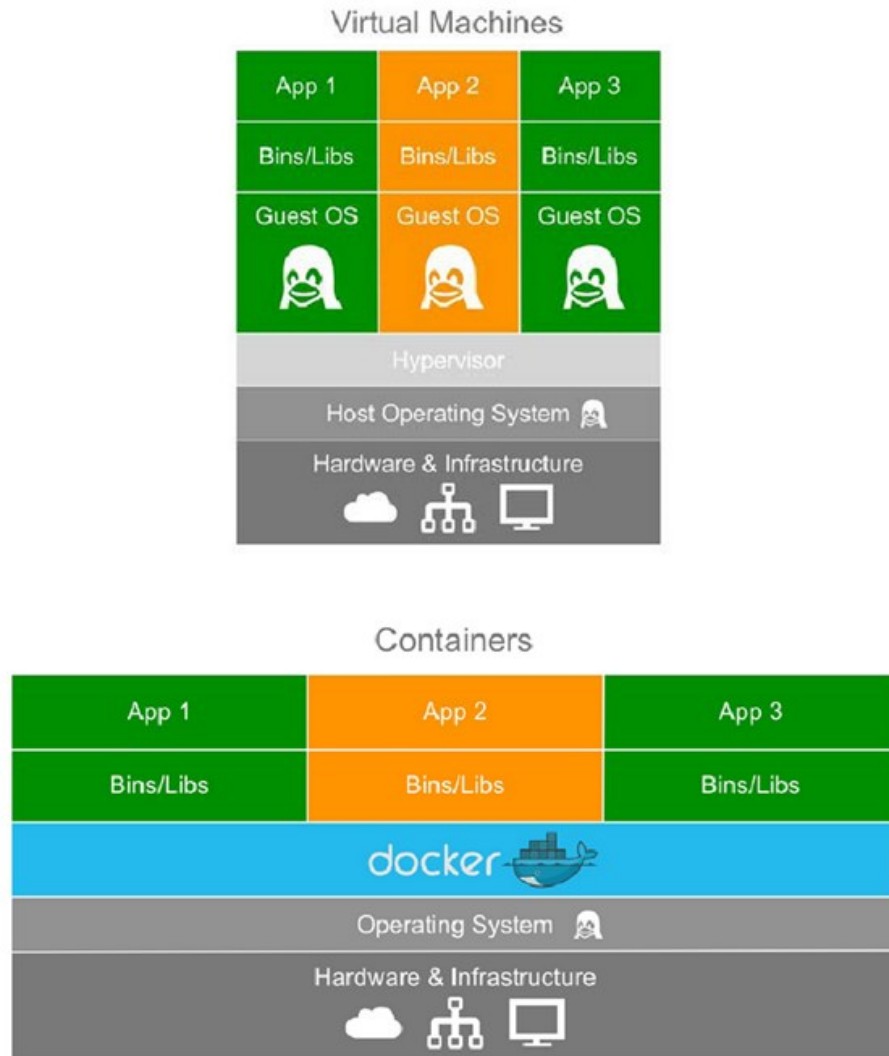 Virtual Machines
App 1 App 2 App 3
Bins/Libs Bins/Libs Bins/Libs
Guest OS Guest OS Guest OS
Hypervisor
Host Operating System
Hardware & Infrastructure
Containers
App 1 App 2 App 3
Bins/Libs Bins/Libs Bins/Libs
docker
Operating System
Hardware & Infrastructure